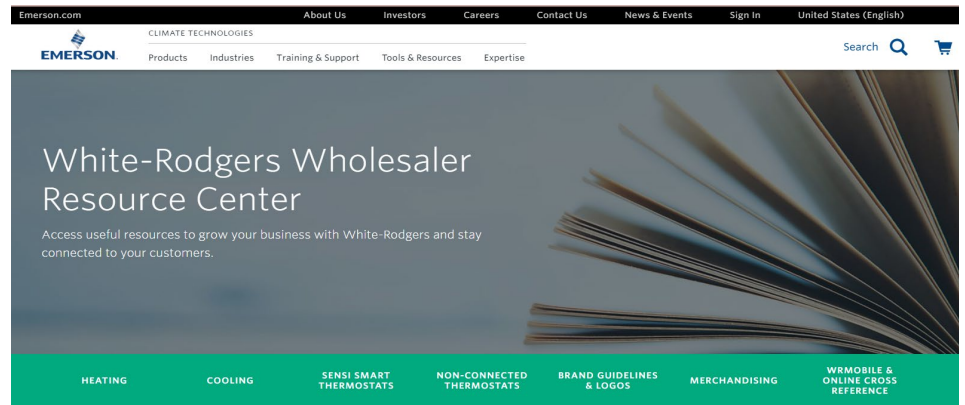 Emerson.com About Us Investors Careers Contact Us News & Events Sign In United States (English)
CLIMATE TECHNOLOGIES
EMERSON.
Products Industries Training & Support Tools & Resources Expertise
Search
White-Rodgers Wholesaler
Resource Center
Access useful resources to grow your business with White-Rodgers and stay
connected to your customers.
HEATING
COOLING
SENSI SMART
THERMOSTATS
NON-CONNECTED
THERMOSTATS
BRAND GUIDELINES
& LOGOS
MERCHANDISING
WRMOBILE &
ONLINE CROSS
REFERENCE